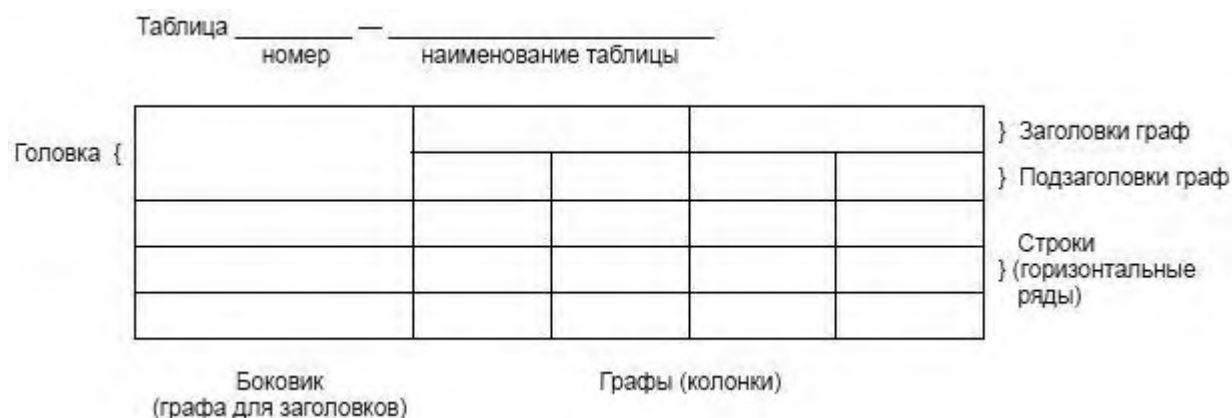 Таблица _________ — _________________________
номер наименование таблицы
Головка {
} Заголовки граф
} Подзаголовки граф
Строки
} (горизонтальные
ряды)
Боковик
(графа для заголовков)
Графы (колонки)